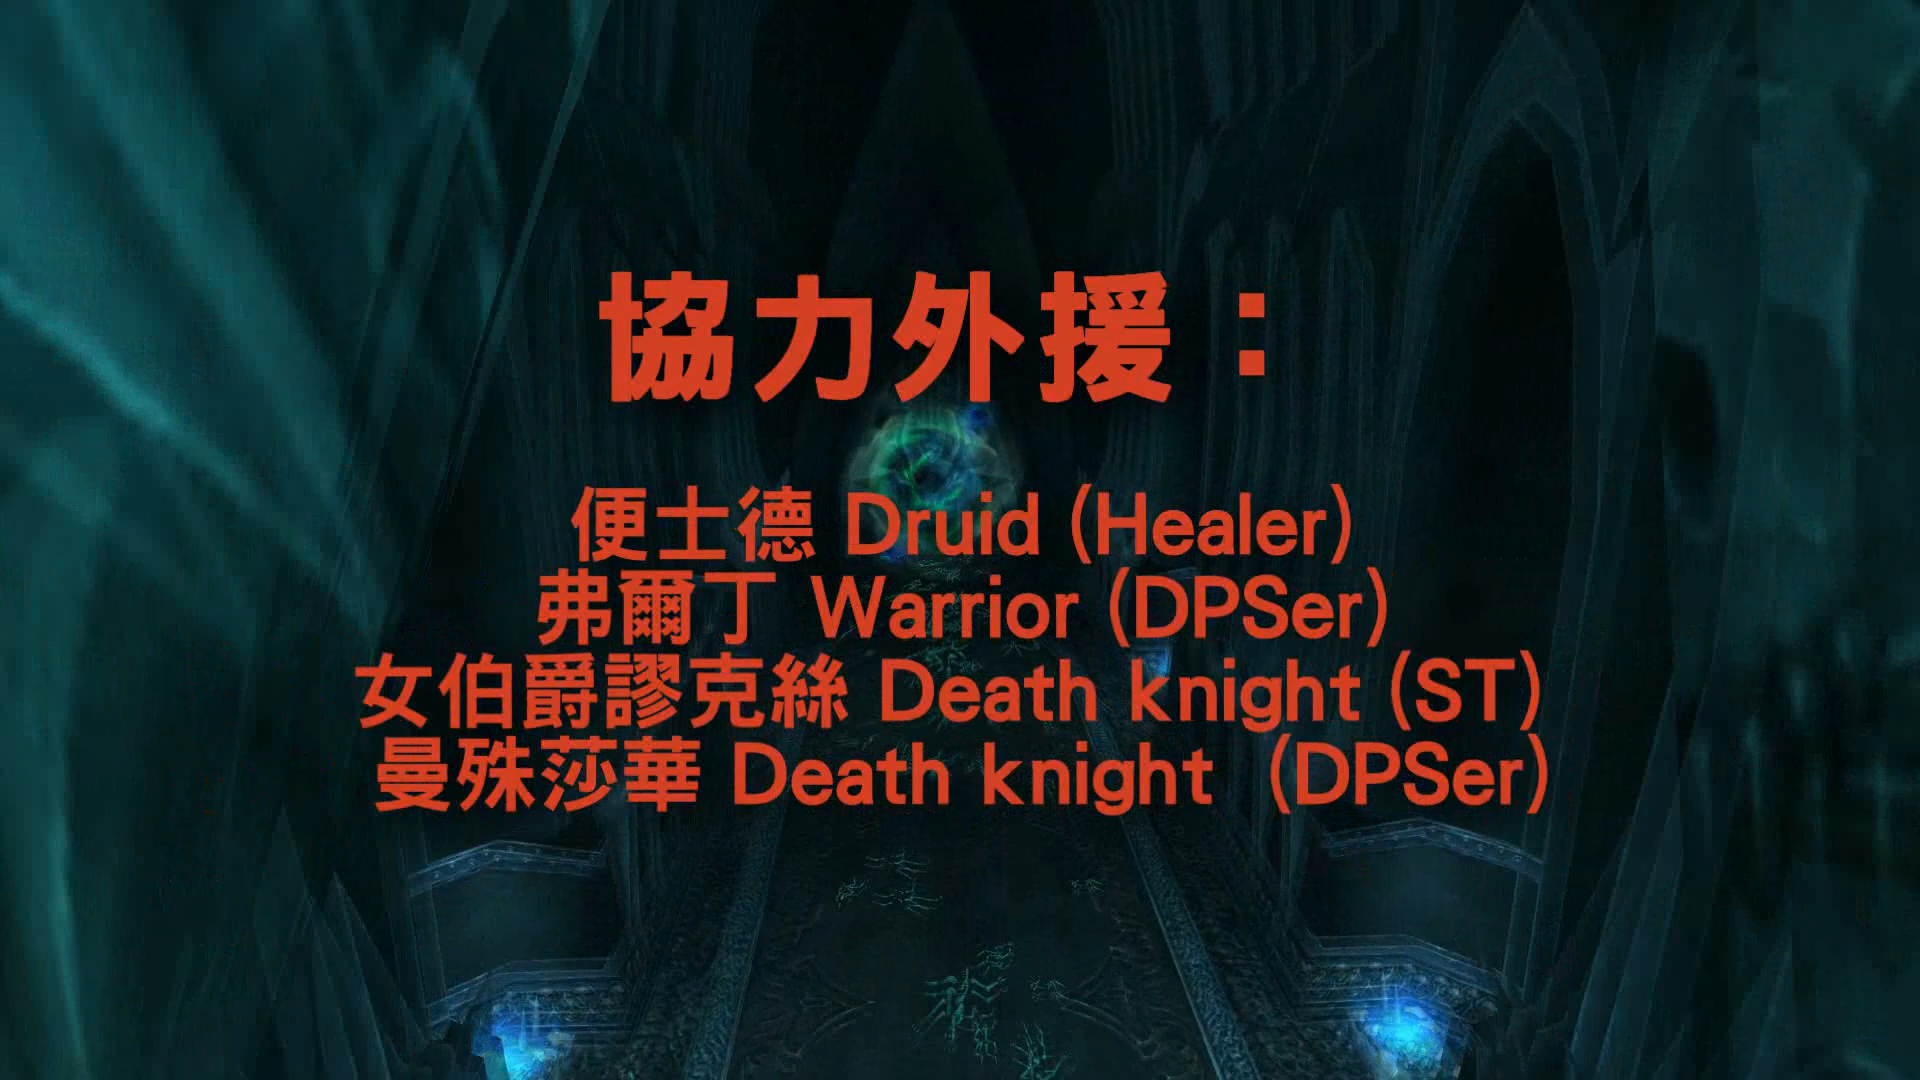 協力外援：
便士德 Druid (Healer)
弗爾丁 Warrior (DPSer)
女伯爵謬克絲 Death knight (ST)
曼殊莎華 Death knight  (DPSer)